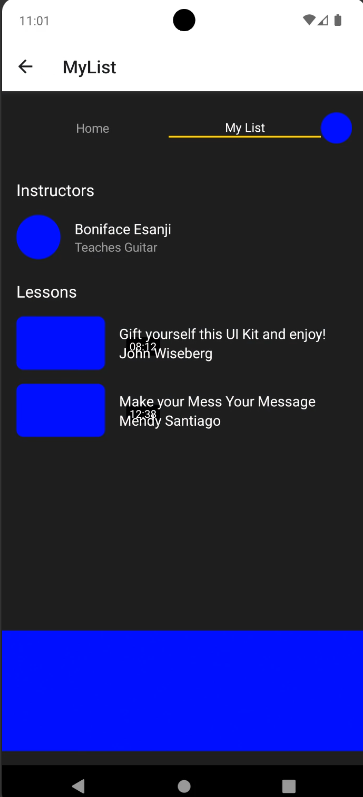 11:01
MyList
Home
My List
Instructors
Boniface Esanji
Teaches Guitar
Lessons
Gift yourself this UI Kit and enjoy!
08:12
John Wiseberg
Make your Mess Your Message
12:38
Mendy Santiago